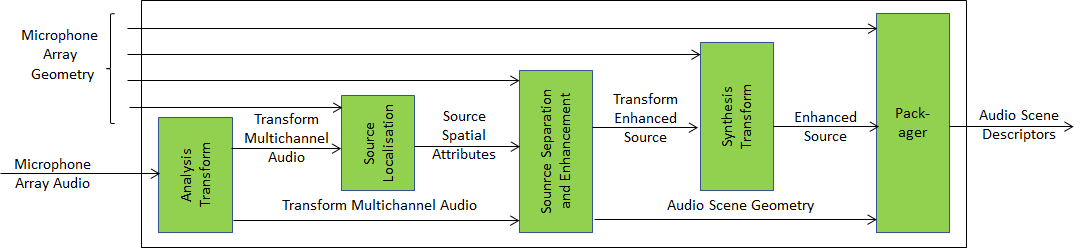 Microphone
Array
Geometry
Microphone
Array Audio
Analysis
Transform
Transform
Multichannel
Audio
Source
Localisation
Source
Spatial
Attributes
Transform Multichannel Audio
Sounrce Separation
and Enhancement
Transform
Enhanced
Source
Synthesis
Transform
Enhanced
Source
Audio Scene Geometry
Pack-
ager
Audio Scene
Descriptors